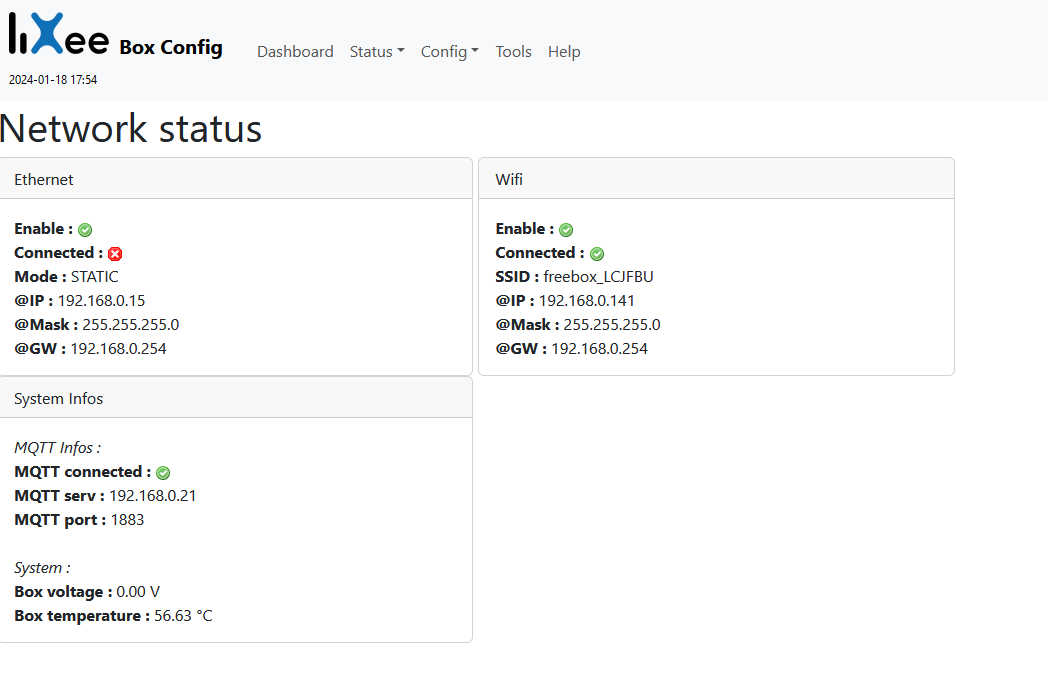 liXee Box Config Dashboard Status Config Tools Help
2024-01-18 17:54
Network status
Ethernet
Enable :
Connected :
Mode : STATIC
@IP : 192.168.0.15
@Mask : 255.255.255.0
@GW : 192.168.0.254
Wifi
Enable :
Connected :
SSID : freebox_LCJFBU
@IP : 192.168.0.141
@Mask : 255.255.255.0
@GW : 192.168.0.254
System Infos
MQTT Infos :
MQTT connected :
MQTT serv : 192.168.0.21
MQTT port : 1883
System :
Box voltage : 0.00 V
Box temperature : 56.63 °C